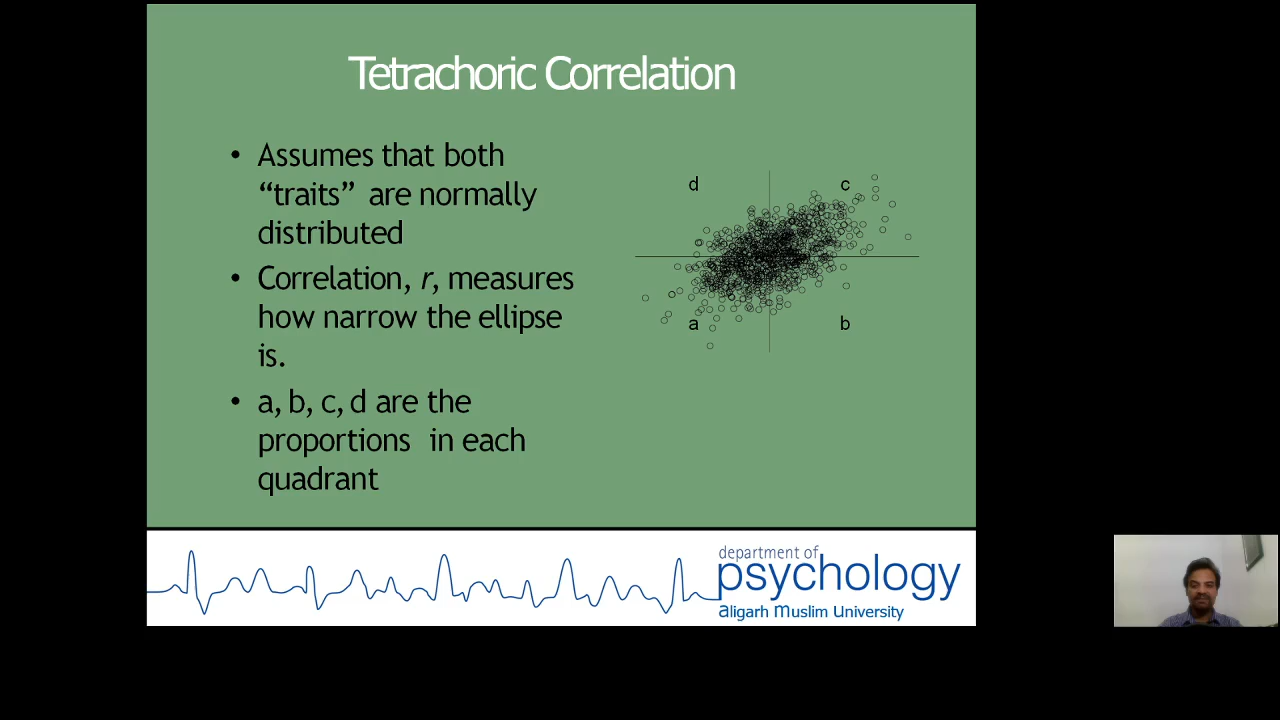 Tetrachoric Correlation
• Assumes that both
“traits” are normally
distributed
• Correlation, r, measures
how narrow the ellipse
is.
• a, b, c, d are the
proportions in each
quadrant
d
c
a
b
department of
psychology
aligarh muslim university